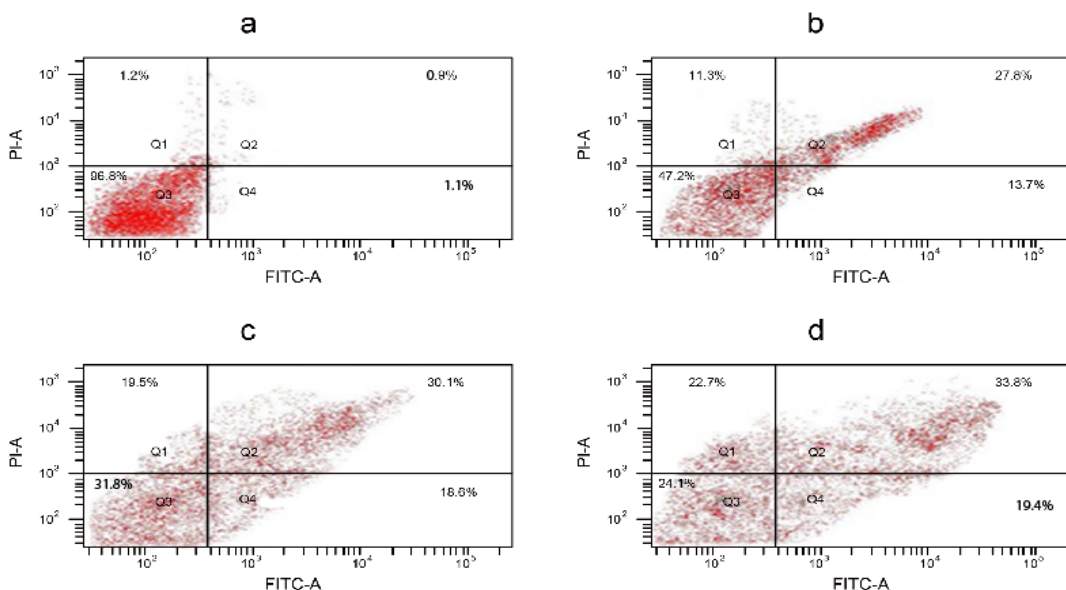 a
10³ 1.2% 0.9%
10⁴
Q1 Q2
10³
96.8% Q3 Q4 1.1%
10²
PI-A
10² 10³ 10⁴ 10⁵
FITC-A
b
10³ 11.3% 27.8%
10⁴
Q1 Q2
10³
47.2% Q3 Q4 13.7%
10²
PI-A
10² 10³ 10⁴ 10⁵
FITC-A
c
10³ 19.5% 30.1%
10⁴
Q1 Q2
10³
31.8% Q3 Q4 18.6%
10²
PI-A
10² 10³ 10⁴ 10⁵
FITC-A
d
10³ 22.7% 33.8%
10⁴
Q1 Q2
10³
24.1% Q3 Q4 19.4%
10²
PI-A
10² 10³ 10⁴ 10⁵
FITC-A